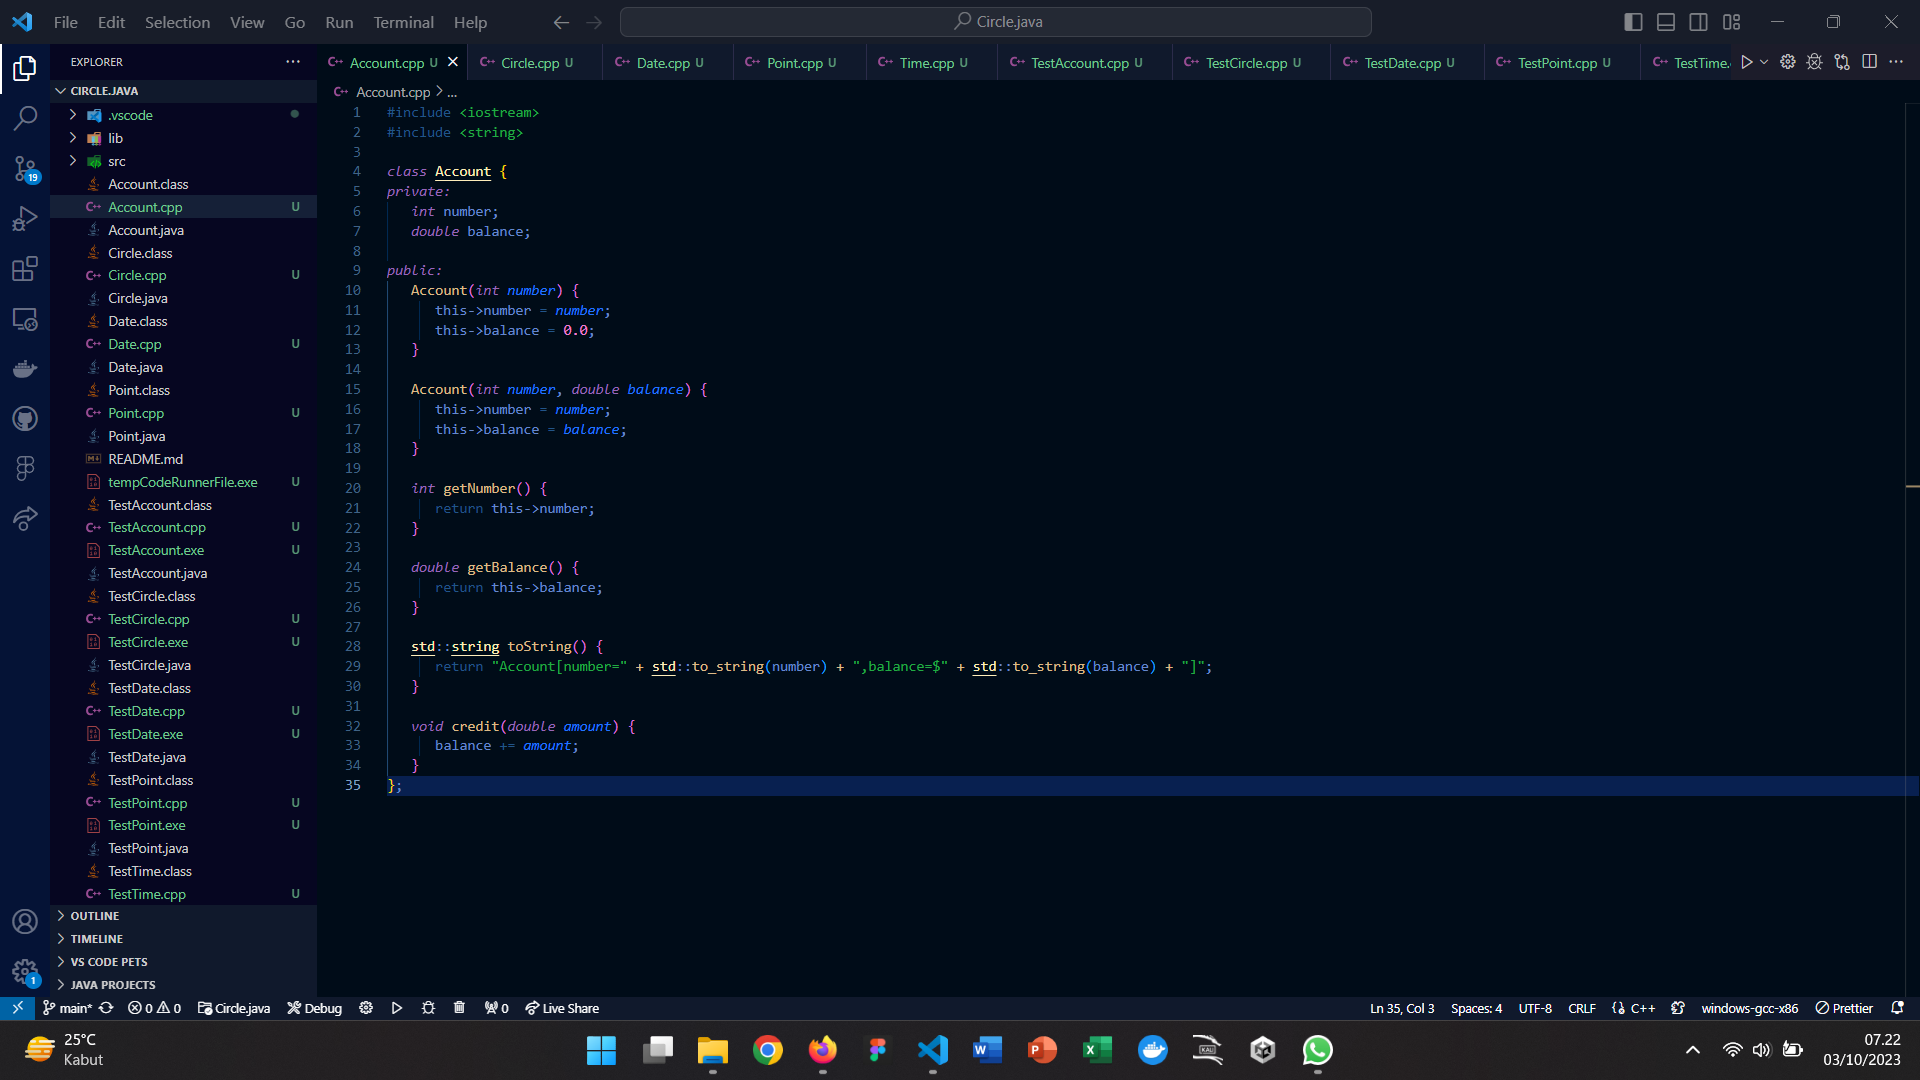 File Edit Selection View Go Run Terminal Help
Circle.java
EXPLORER
Account.cpp U
Circle.cpp U
Date.cpp U
Point.cpp U
Time.cpp U
TestAccount.cpp U
TestCircle.cpp U
TestDate.cpp U
TestPoint.cpp U
TestTime.
CIRCLE.JAVA
.vscode
lib
src
Account.class
Account.cpp U
Account.java
Circle.class
Circle.cpp U
Circle.java
Date.class
Date.cpp U
Date.java
Point.class
Point.cpp U
Point.java
README.md
tempCodeRunnerFile.exe U
TestAccount.class
TestAccount.cpp U
TestAccount.exe U
TestAccount.java
TestCircle.class
TestCircle.cpp U
TestCircle.exe U
TestCircle.java
TestDate.class
TestDate.cpp U
TestDate.exe U
TestDate.java
TestPoint.class
TestPoint.cpp U
TestPoint.exe U
TestPoint.java
TestTime.class
TestTime.cpp U
OUTLINE
TIMELINE
VS CODE PETS
JAVA PROJECTS
19
1
Account.cpp > ...
1 #include <iostream>
2 #include <string>
3
4 class Account {
5 private:
6 int number;
7 double balance;
8
9 public:
10 Account(int number) {
11 this->number = number;
12 this->balance = 0.0;
13 }
14
15 Account(int number, double balance) {
16 this->number = number;
17 this->balance = balance;
18 }
19
20 int getNumber() {
21 return this->number;
22 }
23
24 double getBalance() {
25 return this->balance;
26 }
27
28 std::string toString() {
29 return "Account[number=" + std::to_string(number) + ",balance=$" + std::to_string(balance) + "]";
30 }
31
32 void credit(double amount) {
33 balance += amount;
34 }
35 };
main* 0 0 Circle.java Debug 0 Live Share
Ln 35, Col 3 Spaces: 4 UTF-8 CRLF {} C++ windows-gcc-x86 Prettier
25°C
Kabut
07.22
03/10/2023